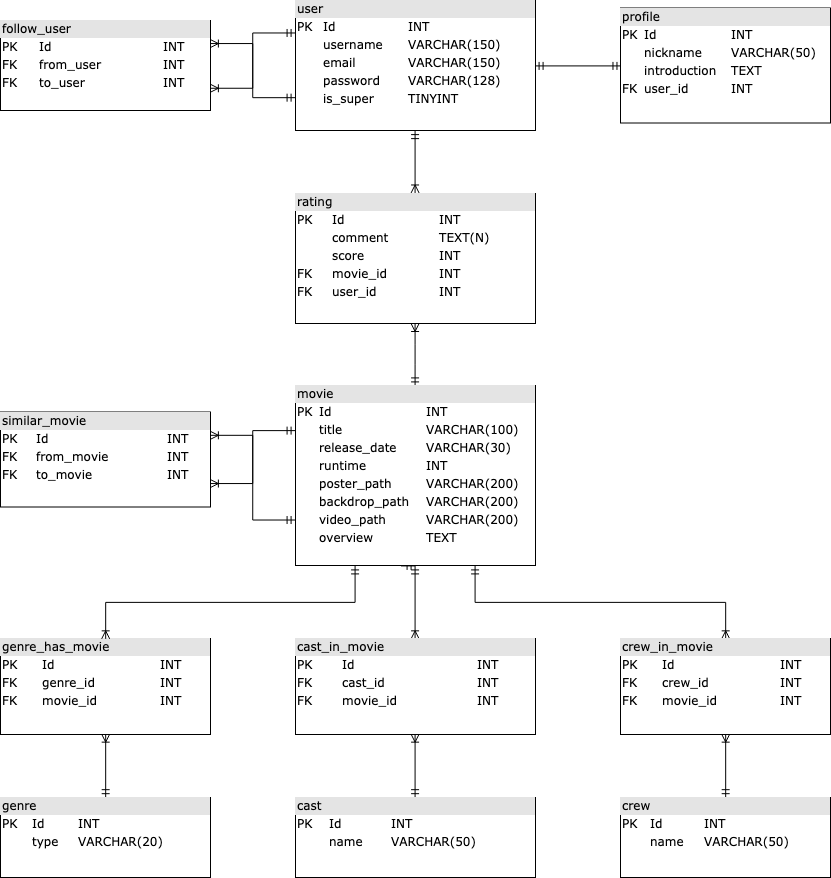 follow_user
PK Id INT
FK from_user INT
FK to_user INT
user
PK Id INT
username VARCHAR(150)
email VARCHAR(150)
password VARCHAR(128)
is_super TINYINT
profile
PK Id INT
nickname VARCHAR(50)
introduction TEXT
FK user_id INT
rating
PK Id INT
comment TEXT(N)
score INT
FK movie_id INT
FK user_id INT
similar_movie
PK Id INT
FK from_movie INT
FK to_movie INT
movie
PK Id INT
title VARCHAR(100)
release_date VARCHAR(30)
runtime INT
poster_path VARCHAR(200)
backdrop_path VARCHAR(200)
video_path VARCHAR(200)
overview TEXT
genre_has_movie
PK Id INT
FK genre_id INT
FK movie_id INT
cast_in_movie
PK Id INT
FK cast_id INT
FK movie_id INT
crew_in_movie
PK Id INT
FK crew_id INT
FK movie_id INT
genre
PK Id INT
type VARCHAR(20)
cast
PK Id INT
name VARCHAR(50)
crew
PK Id INT
name VARCHAR(50)